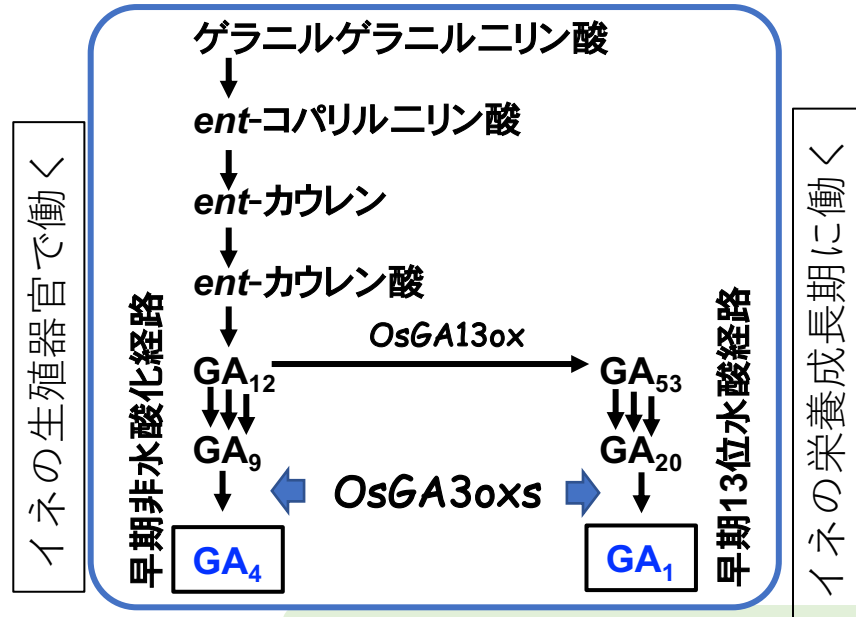 ゲラニルゲラニル二リン酸
ent-コパリル二リン酸
ent-カウレン
ent-カウレン酸
OsGA13ox
GA12
GA53
GA9
GA20
OsGA3oxs
GA4
GA1
早期非水酸化経路
早期13位水酸経路
イネの生殖器官で働く
イネの栄養成長期に働く